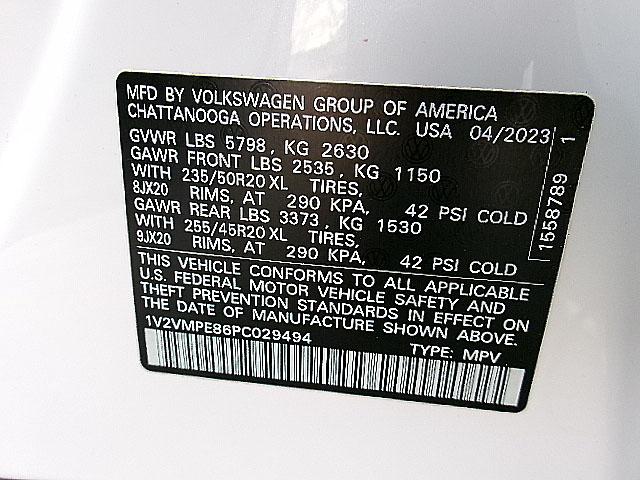 MFD BY VOLKSWAGEN GROUP OF AMERICA
CHATTANOOGA OPERATIONS, LLC. USA 04/2023
GVWR LBS 5798, KG 2630
GAWR FRONT LBS 2535, KG 1150
WITH 235/50R20 XL TIRES,
8JX20 RIMS, AT 290 KPA, 42 PSI COLD
GAWR REAR LBS 3373, KG 1530
WITH 255/45R20 XL TIRES,
9JX20 RIMS, AT 290 KPA, 42 PSI COLD
THIS VEHICLE CONFORMS TO ALL APPLICABLE
U.S. FEDERAL MOTOR VEHICLE SAFETY AND
THEFT PREVENTION STANDARDS IN EFFECT ON
THE DATE OF MANUFACTURE SHOWN ABOVE.
1V2VMPE86PC029494 TYPE: MPV
1558789 1